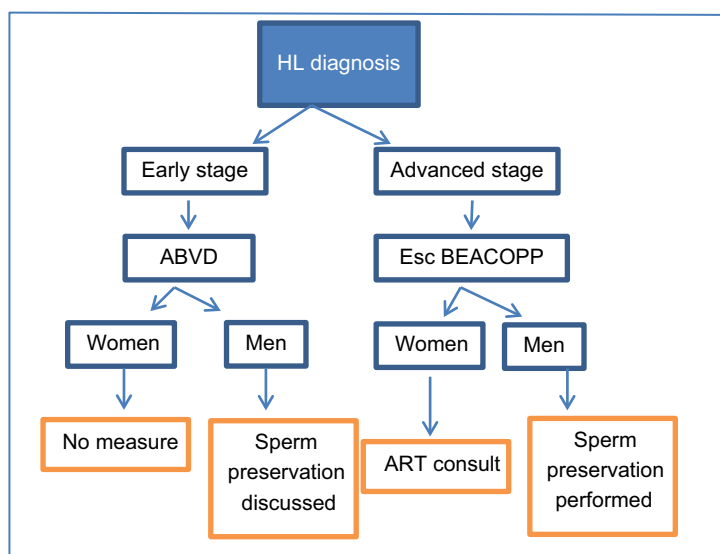 HL diagnosis
Early stage
Advanced stage
ABVD
Esc BEACOPP
Women
Men
Women
Men
No measure
Sperm
preservation
discussed
ART consult
Sperm
preservation
performed